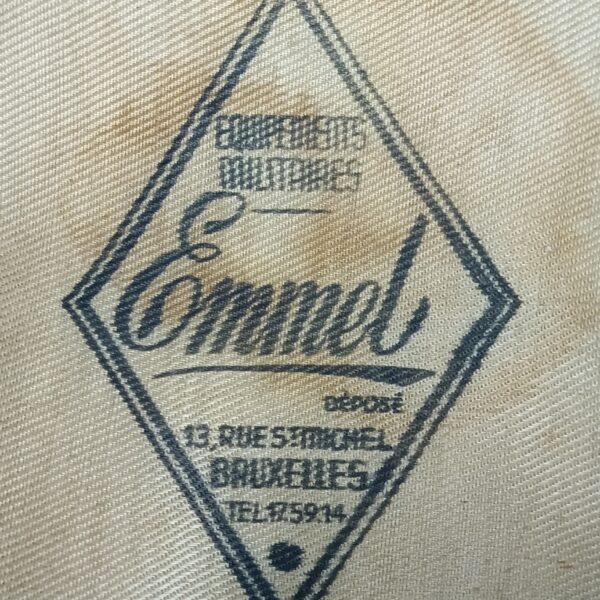 EQUIPEMENTS
MILITAIRES
Emmel
DÉPOSÉ
13, RUE ST MICHEL
BRUXELLES
TEL.17.59.14